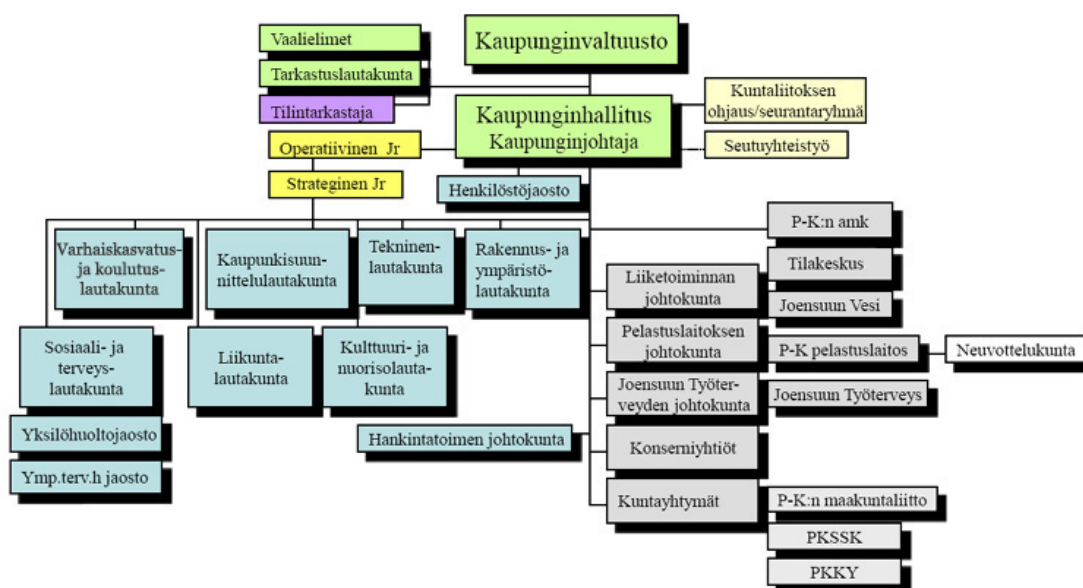 Vaalielimet
Kaupunginvaltuusto
Tarkastuslautakunta
Tilintarkastaja
Kaupunginhallitus
Kaupunginjohtaja
Kuntaliitoksen
ohjaus/seurantaryhmä
Operatiivinen Jr
Seutuyhteistyö
Strateginen Jr
Henkilöstöjaosto
Varhaiskasvatus-
ja koulutus-
lautakunta
Kaupunkisuun-
nittelulautakunta
Tekninen-
lautakunta
Rakennus- ja
ympäristö-
lautakunta
P-K:n amk
Liiketoiminnan
johtokunta
Tilakeskus
Joensuun Vesi
Sosiaali- ja
terveys-
lautakunta
Liikunta-
lautakunta
Kulttuuri- ja
nuorisolauta-
kunta
Pelastuslaitoksen
johtokunta
P-K pelastuslaitos
Neuvottelukunta
Joensuun Työter-
veyden johtokunta
Joensuun Työterveys
Yksilöhuoltojaosto
Hankintatoimen johtokunta
Konserniyhtiöt
Ymp.terv.h jaosto
Kuntayhtymät
P-K:n maakuntaliitto
PKSSK
PKKY